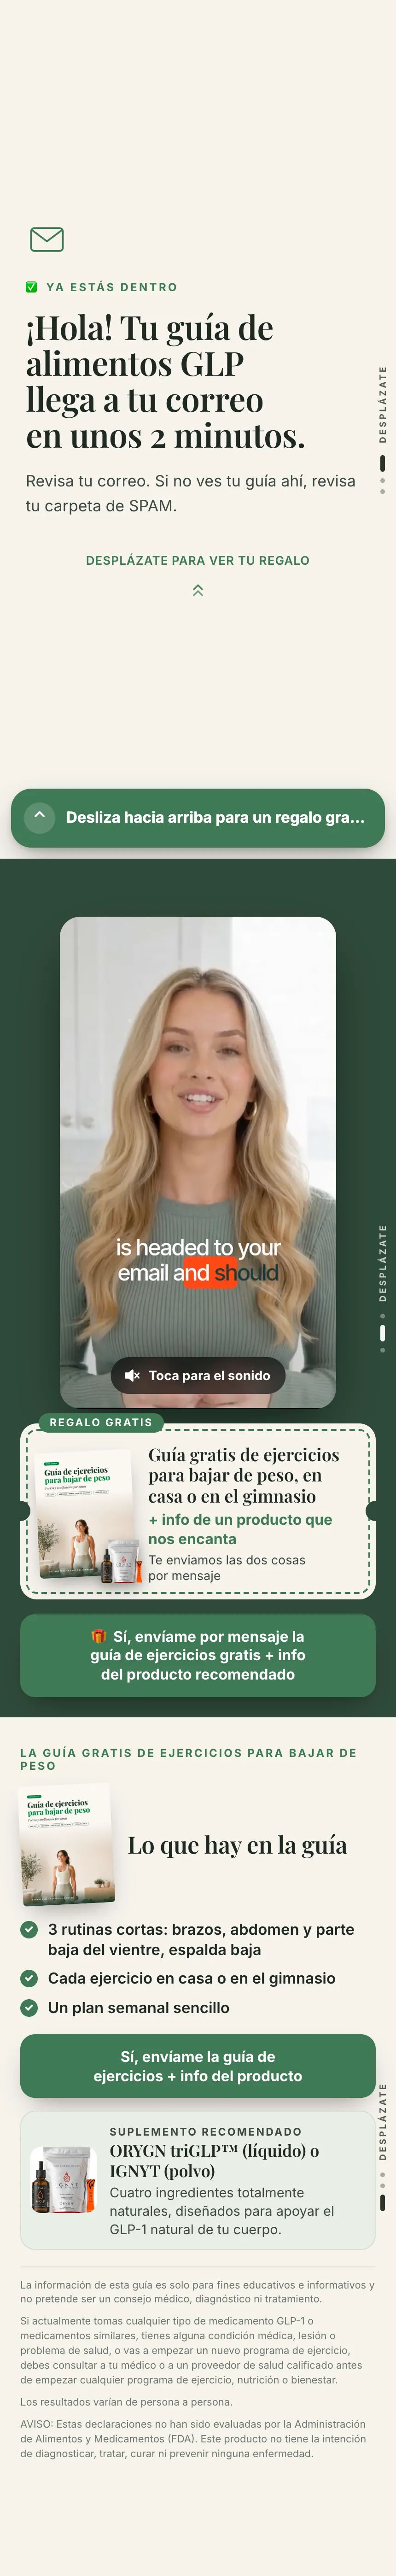 YA ESTÁS DENTRO
¡Hola! Tu guía de
alimentos GLP
llega a tu correo
en unos 2 minutos.
Revisa tu correo. Si no ves tu guía ahí, revisa
tu carpeta de SPAM.
DESPLÁZATE PARA VER TU REGALO
DESPLÁZATE
Desliza hacia arriba para un regalo gra...
is headed to your
email and should
Toca para el sonido
DESPLÁZATE
REGALO GRATIS
Guía de ejercicios
para bajar de peso
Guía gratis de ejercicios
para bajar de peso, en
casa o en el gimnasio
+ info de un producto que
nos encanta
Te enviamos las dos cosas
por mensaje
🎁 Sí, envíame por mensaje la
guía de ejercicios gratis + info
del producto recomendado
LA GUÍA GRATIS DE EJERCICIOS PARA BAJAR DE
PESO
Guía de ejercicios
para bajar de peso
Lo que hay en la guía
3 rutinas cortas: brazos, abdomen y parte
baja del vientre, espalda baja
Cada ejercicio en casa o en el gimnasio
Un plan semanal sencillo
Sí, envíame la guía de
ejercicios + info del producto
DESPLÁZATE
IGNYT
SUPLEMENTO RECOMENDADO
ORYGN triGLP™ (líquido) o
IGNYT (polvo)
Cuatro ingredientes totalmente
naturales, diseñados para apoyar el
GLP-1 natural de tu cuerpo.
La información de esta guía es solo para fines educativos e informativos y
no pretende ser un consejo médico, diagnóstico ni tratamiento.
Si actualmente tomas cualquier tipo de medicamento GLP-1 o
medicamentos similares, tienes alguna condición médica, lesión o
problema de salud, o vas a empezar un nuevo programa de ejercicio,
debes consultar a tu médico o a un proveedor de salud calificado antes
de empezar cualquier programa de ejercicio, nutrición o bienestar.
Los resultados varían de persona a persona.
AVISO: Estas declaraciones no han sido evaluadas por la Administración
de Alimentos y Medicamentos (FDA). Este producto no tiene la intención
de diagnosticar, tratar, curar ni prevenir ninguna enfermedad.